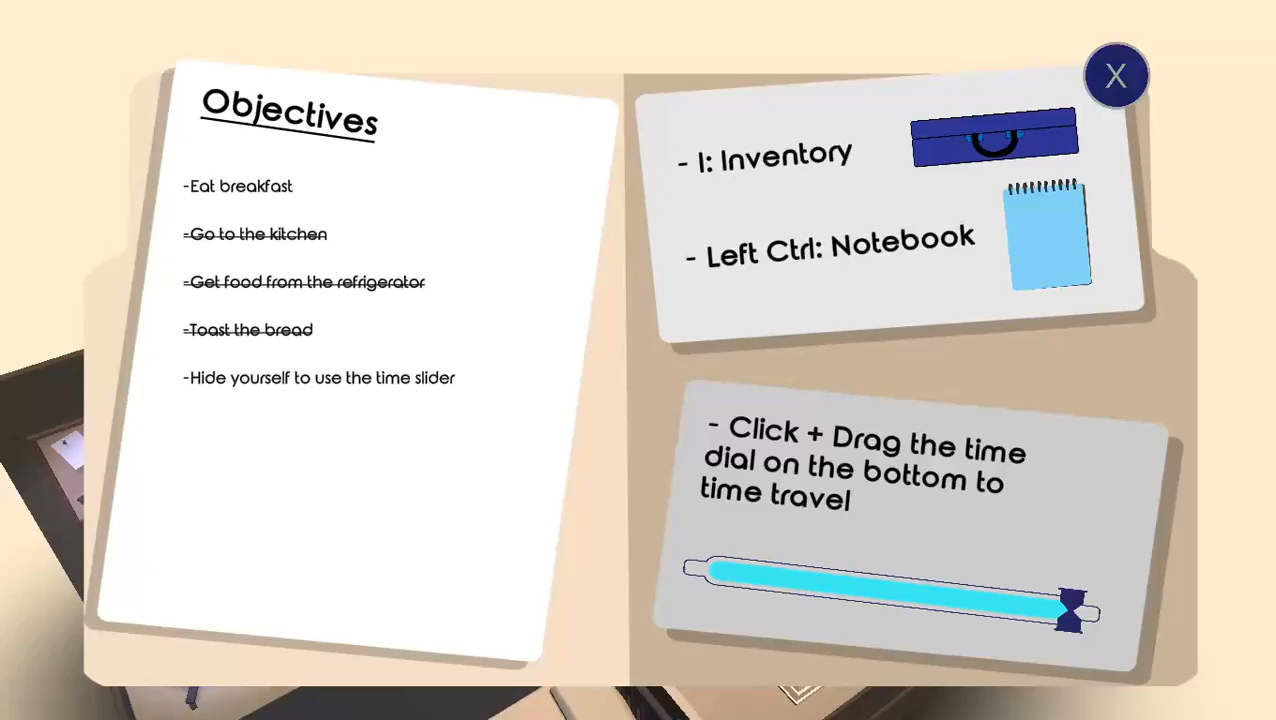 Objectives
-Eat breakfast
-Go to the kitchen
-Get food from the refrigerator
-Toast the bread
-Hide yourself to use the time slider
X
- I: Inventory
- Left Ctrl: Notebook
- Click + Drag the time
dial on the bottom to
time travel